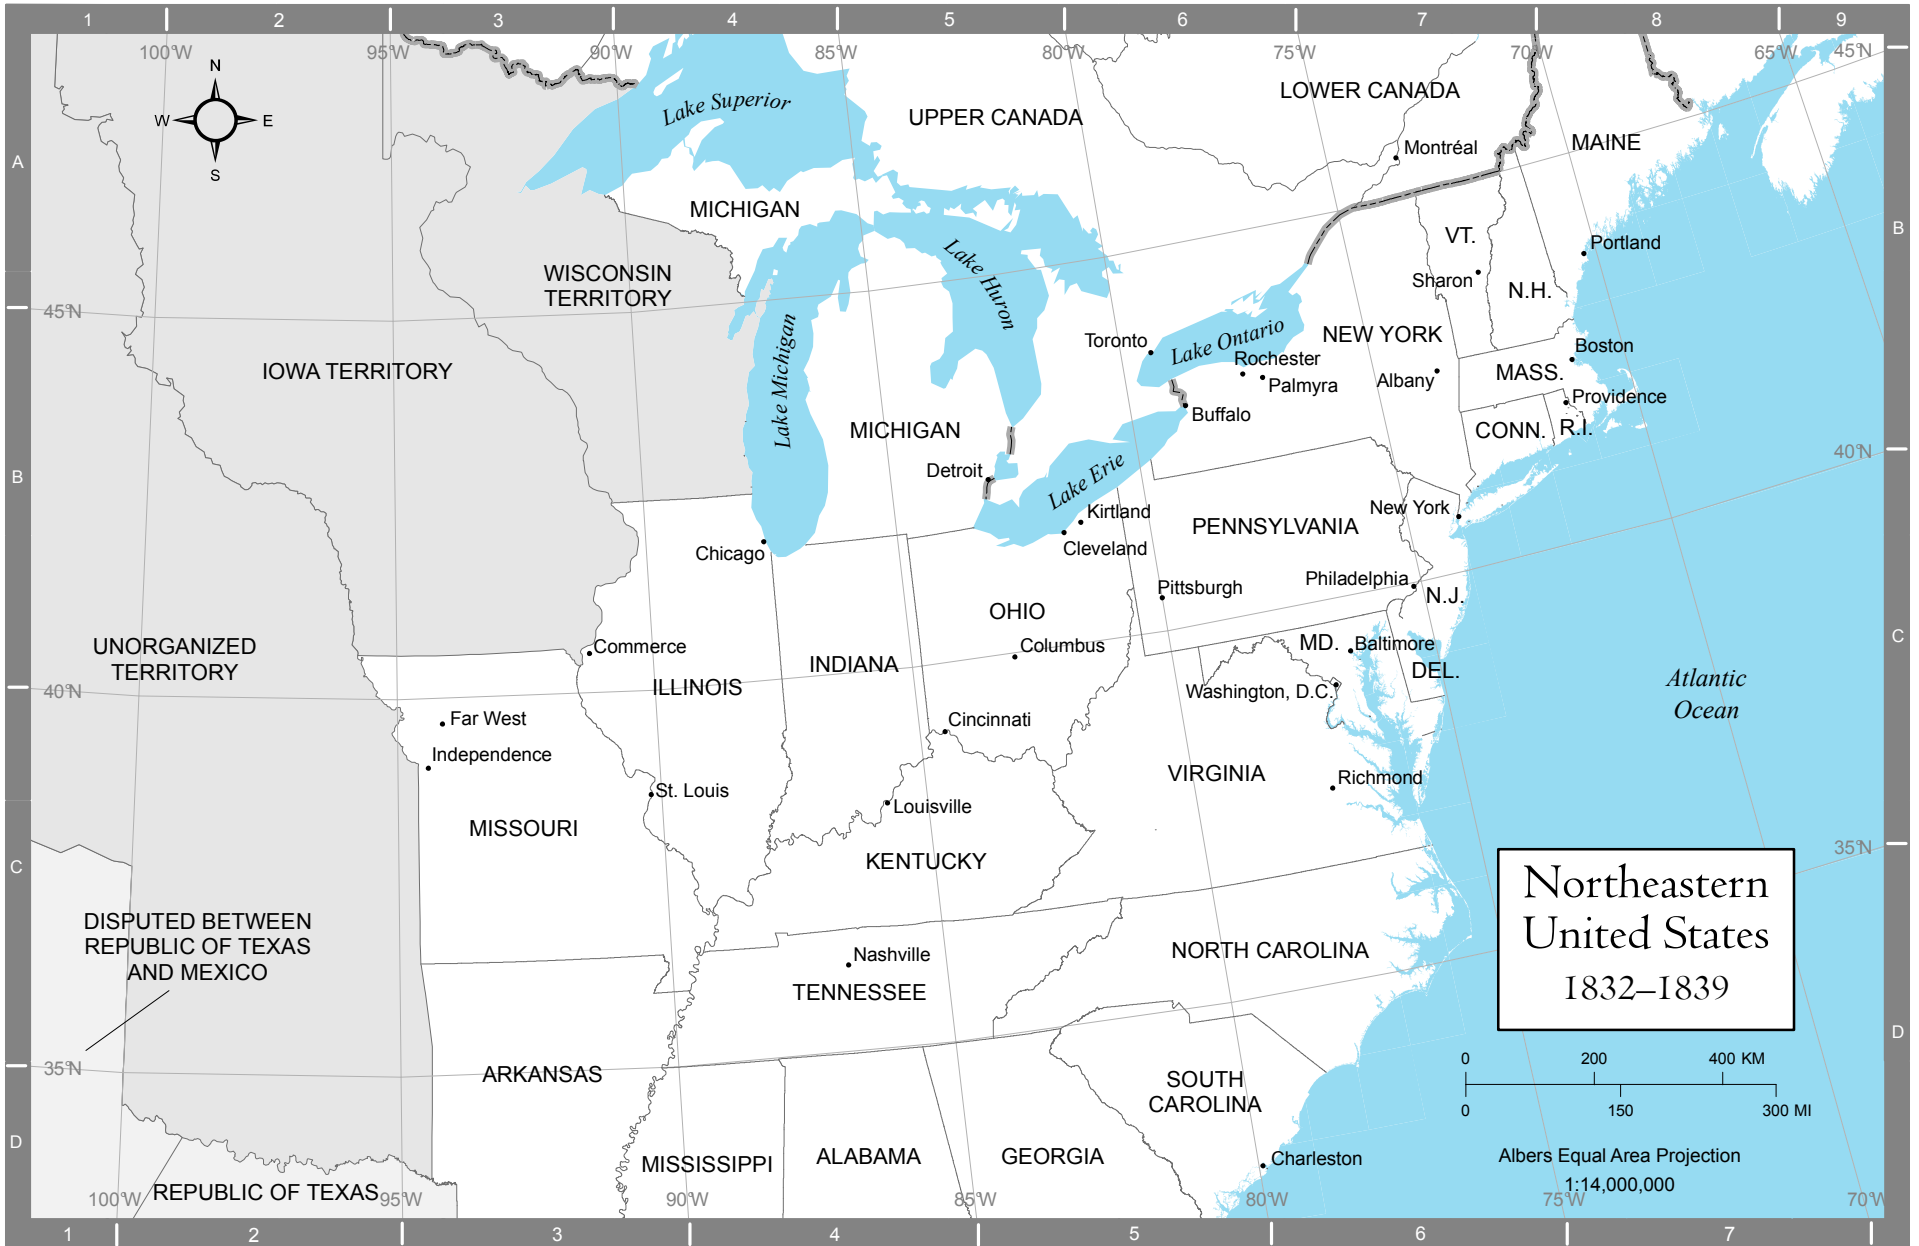 1 2 3 4 5 6 7 8 9
100°W 95°W 90°W 85°W 80°W 75°W 70°W 65°W 45°N
N
W E
S
A
B
B
C
C
D
D
A
B
Lake Superior
UPPER CANADA
LOWER CANADA
Montréal
MAINE
MICHIGAN
VT.
Portland
Lake Huron
WISCONSIN
TERRITORY
Sharon
N.H.
45°N
Lake Michigan
Toronto
Lake Ontario
NEW YORK
Rochester
Palmyra
Albany
Boston
MASS.
Providence
IOWA TERRITORY
Buffalo
MICHIGAN
CONN.
R.I.
40°N
Detroit
Lake Erie
Kirtland
Cleveland
PENNSYLVANIA
New York
Chicago
Pittsburgh
Philadelphia
N.J.
OHIO
Columbus
MD.
Baltimore
DEL.
Commerce
UNORGANIZED
TERRITORY
INDIANA
ILLINOIS
Washington, D.C.
Atlantic
Ocean
40°N
Far West
Cincinnati
Independence
VIRGINIA
Richmond
St. Louis
Louisville
MISSOURI
KENTUCKY
35°N
DISPUTED BETWEEN
REPUBLIC OF TEXAS
AND MEXICO
Nashville
TENNESSEE
NORTH CAROLINA
Northeastern
United States
1832–1839
35°N
ARKANSAS
SOUTH
CAROLINA
0 200 400 KM
0 150 300 MI
MISSISSIPPI
ALABAMA
GEORGIA
Charleston
Albers Equal Area Projection
1:14,000,000
REPUBLIC OF TEXAS
100°W 95°W 90°W 85°W 80°W 75°W 70°W
1 2 3 4 5 6 7